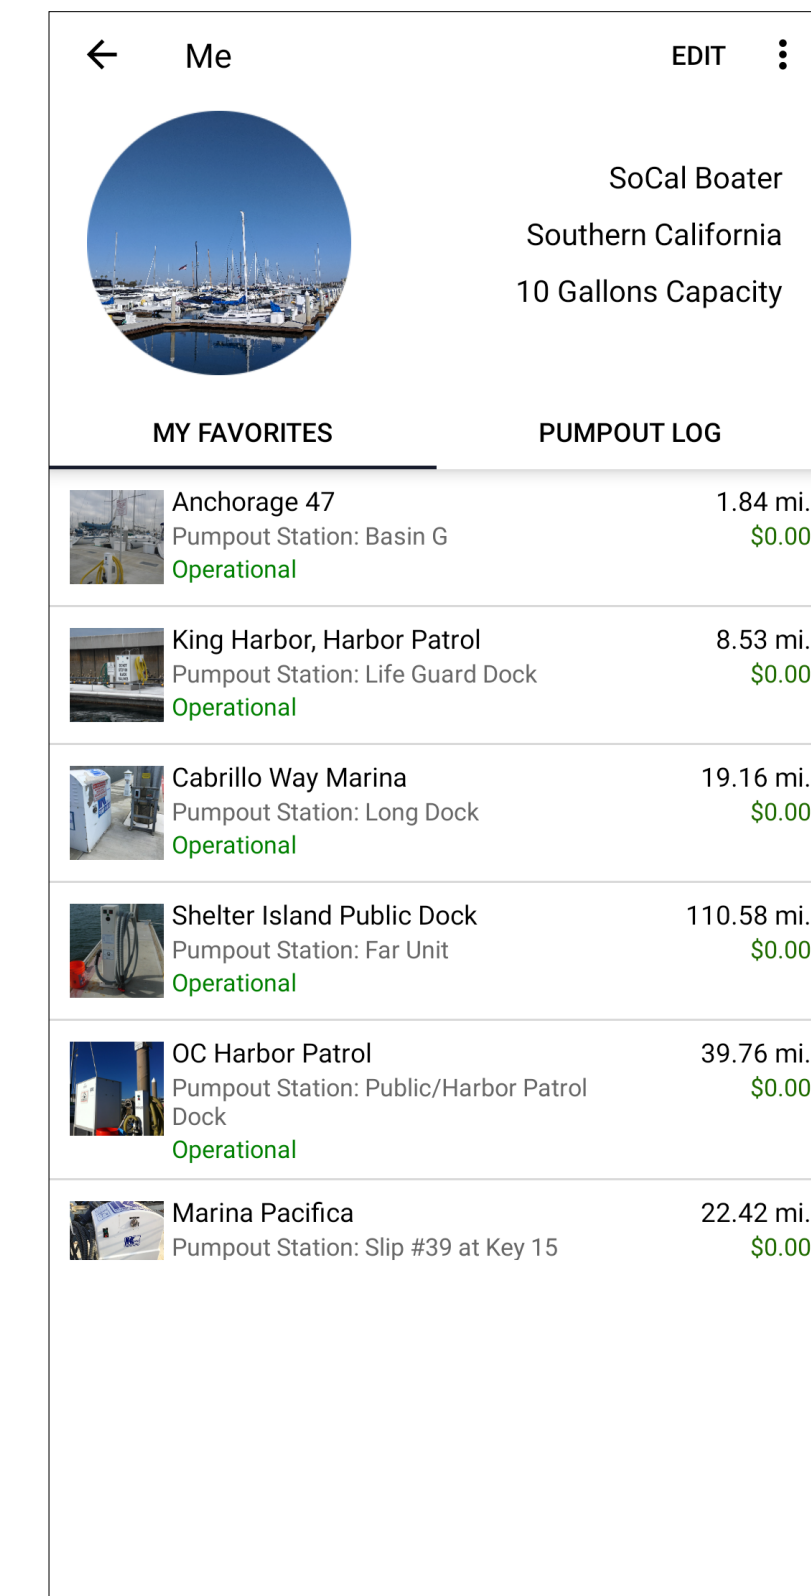 Me
EDIT
SoCal Boater
Southern California
10 Gallons Capacity
MY FAVORITES
PUMPOUT LOG
Anchorage 47
1.84 mi.
Pumpout Station: Basin G
$0.00
Operational
King Harbor, Harbor Patrol
8.53 mi.
Pumpout Station: Life Guard Dock
$0.00
Operational
Cabrillo Way Marina
19.16 mi.
Pumpout Station: Long Dock
$0.00
Operational
Shelter Island Public Dock
110.58 mi.
Pumpout Station: Far Unit
$0.00
Operational
OC Harbor Patrol
39.76 mi.
Pumpout Station: Public/Harbor Patrol
$0.00
Dock
Operational
Marina Pacifica
22.42 mi.
Pumpout Station: Slip #39 at Key 15
$0.00